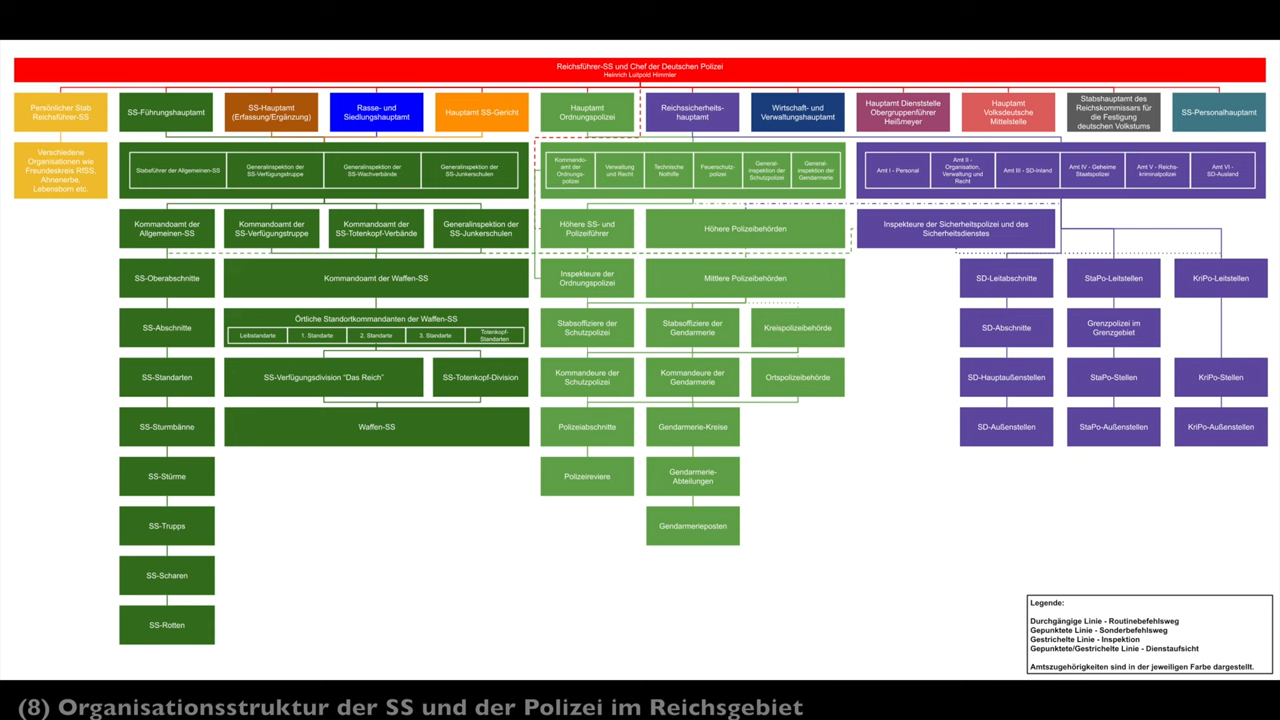 Reichsführer-SS und Chef der Deutschen Polizei
Heinrich Luitpold Himmler
Persönlicher Stab
Reicheführer-SS
SS-Führungshauptamt
SS-Hauptamt
(Erfassung/Ergänzung)
Rasse- und
Siedlungshauptamt
Hauptamt SS-Gericht
Hauptamt
Ordnungspolizei
Reichssicherheits-
hauptamt
Wirtschaft- und
Verwaltungshauptamt
Hauptamt Dienststelle
Obergruppenführer
Heißmeyer
Hauptamt
Volksdeutsche
Mittelstelle
Stabshauptamt des
Reichskommissars für
die Festigung
deutschen Volkstums
SS-Personalhauptamt
Verschiedene
Organisationen wie
Freundeskreis RfSS,
Ahnenerbe,
Lebensborn etc.
Stabsführer der Allgemeinen-SS
Generalinspektion der
SS-Verfügungstruppe
Generalinspektion der
SS-Wachverbände
Generalinspektion der
SS-Junkerschulen
Kommando-
amt der
Ordnungs-
polizei
Verwaltung
und Recht
Technische
Nothilfe
Feuerschutz-
polizei
General-
inspektion der
Schutzpolizei
General-
inspektion der
Gendarmerie
Amt I - Personal
Amt II -
Organisation,
Verwaltung und
Recht
Amt III - SD-Inland
Amt IV - Geheime
Staatspolizei
Amt V - Reichs-
kriminalpolizei
Amt VI -
SD-Ausland
Kommandoamt der
Allgemeinen-SS
Kommandoamt der
SS-Verfügungstruppe
Kommandoamt der
SS-Totenkopf-Verbände
Generalinspektion der
SS-Junkerschulen
Höhere SS- und
Polizeiführer
Höhere Polizeibehörden
Inspekteure der Sicherheitspolizei und des
Sicherheitsdienstes
SS-Oberabschnitte
Kommandoamt der Waffen-SS
Inspekteure der
Ordnungspolizei
Mittlere Polizeibehörden
SD-Leitabschnitte
StaPo-Leitstellen
KriPo-Leitstellen
SS-Abschnitte
Örtliche Standortkommandanten der Waffen-SS
Leibstandarte
1. Standarte
2. Standarte
3. Standarte
Totenkopf-
Standarten
Stabsoffiziere der
Schutzpolizei
Stabsoffiziere der
Gendarmerie
Kreispolizeibehörde
SD-Abschnitte
Grenzpolizei im
Grenzgebiet
SS-Standarten
SS-Verfügungsdivision “Das Reich”
SS-Totenkopf-Division
Kommandeure der
Schutzpolizei
Kommandeure der
Gendarmerie
Ortspolizeibehörde
SD-Hauptaußenstellen
StaPo-Stellen
KriPo-Stellen
SS-Sturmbänne
Waffen-SS
Polizeiabschnitte
Gendarmerie-Kreise
SD-Außenstellen
StaPo-Außenstellen
KriPo-Außenstellen
SS-Stürme
Polizeireviere
Gendarmerie-
Abteilungen
SS-Trupps
Gendarmerieposten
SS-Scharen
SS-Rotten
Legende:
Durchgängige Linie - Routinebefehlsweg
Gepunktete Linie - Sonderbefehlsweg
Gestrichelte Linie - Inspektion
Gepunktete/Gestrichelte Linie - Dienstaufsicht
Amtszugehörigkeiten sind in der jeweiligen Farbe dargestellt.
(8) Organisationsstruktur der SS und der Polizei im Reichsgebiet